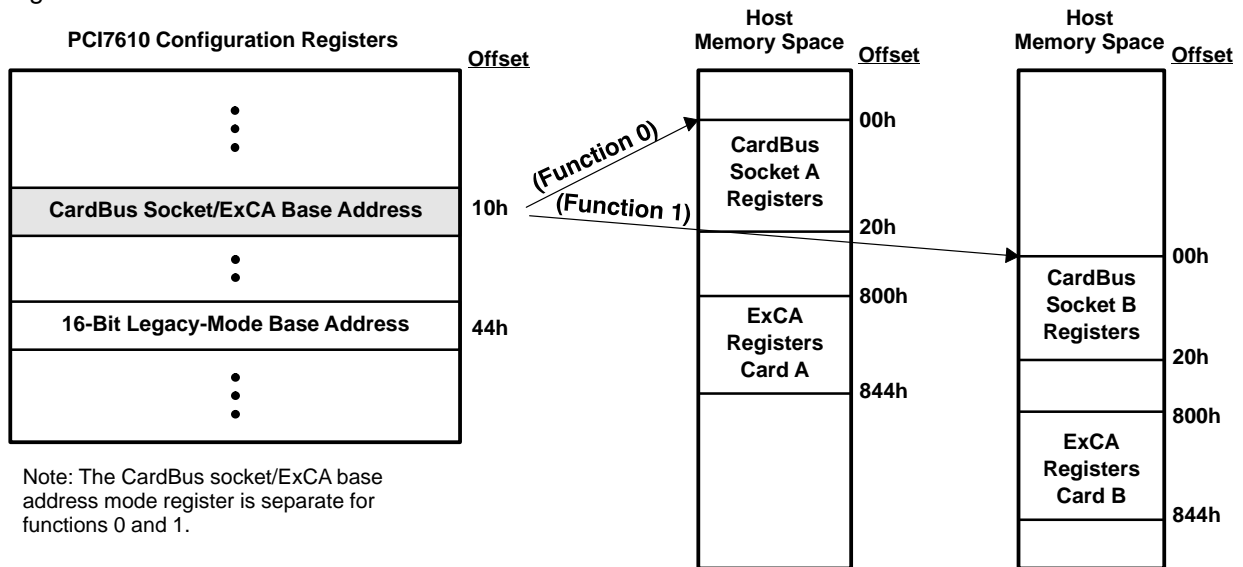 PCI7610 Configuration Registers
Offset
CardBus Socket/ExCA Base Address
10h
16-Bit Legacy-Mode Base Address
44h
Note: The CardBus socket/ExCA base
address mode register is separate for
functions 0 and 1.
(Function 0)
(Function 1)
Host
Memory Space
Offset
00h
CardBus
Socket A
Registers
20h
800h
ExCA
Registers
Card A
844h
Host
Memory Space
Offset
00h
CardBus
Socket B
Registers
20h
800h
ExCA
Registers
Card B
844h